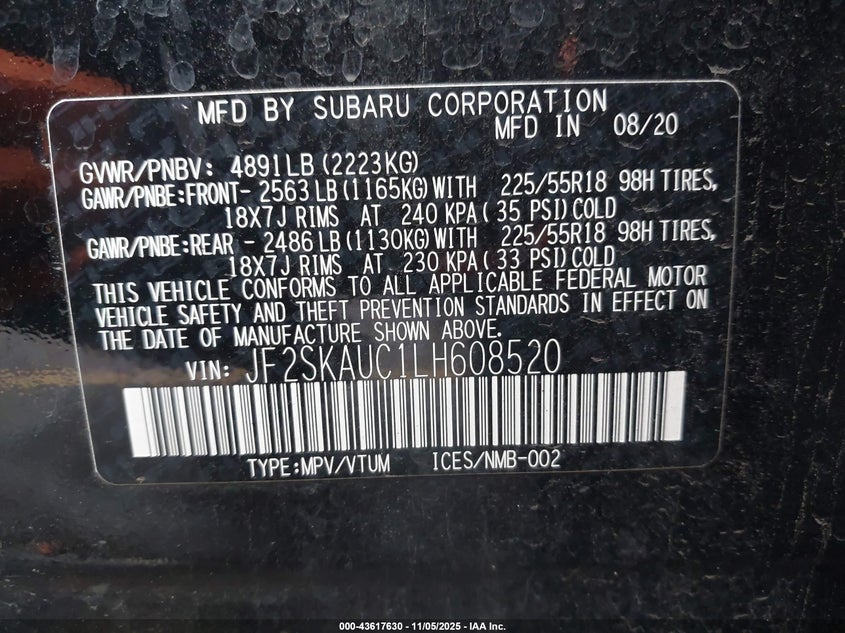 MFD BY SUBARU CORPORATION
MFD IN 08/20
GVWR/PNBV: 4891LB (2223KG)
GAWR/PNBE:FRONT- 2563 LB (1165KG) WITH 225/55R18 98H TIRES,
18X7J RIMS AT 240 KPA ( 35 PSI) COLD
GAWR/PNBE:REAR - 2486 LB (1130KG) WITH 225/55R18 98H TIRES,
18X7J RIMS AT 230 KPA ( 33 PSI) COLD
THIS VEHICLE CONFORMS TO ALL APPLICABLE FEDERAL MOTOR
VEHICLE SAFETY AND THEFT PREVENTION STANDARDS IN EFFECT ON
THE DATE OF MANUFACTURE SHOWN ABOVE.
VIN: JF2SKAUC1LH608520
TYPE:MPV/VTUM ICES/NMB-002
000-43617630 - 11/05/2025 - IAA Inc.